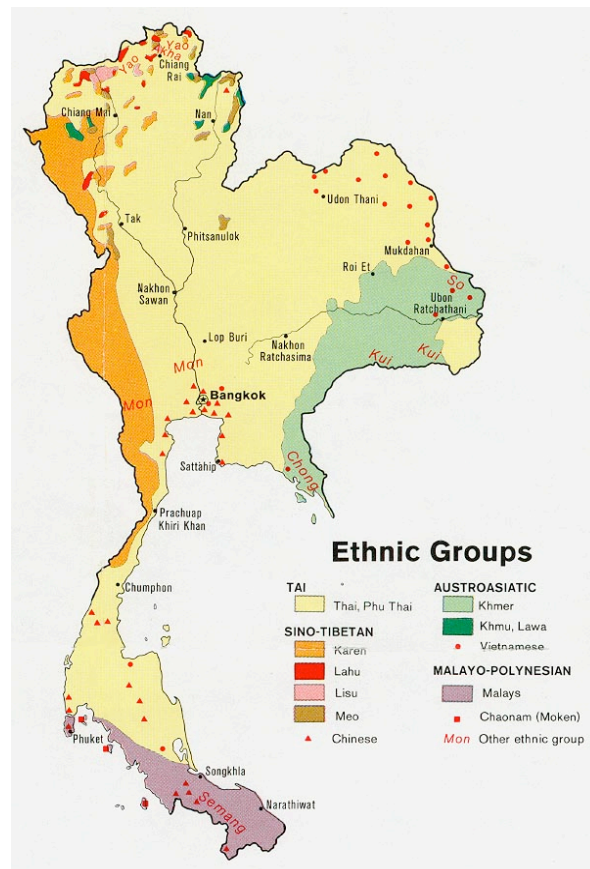 Yao
Yao
Akha
Chiang
Rai
Chiang Mai
Nan
Udon Thani
Tak
Phitsanulok
Mukdahan
Roi Et
So
Ubon
Ratchathani
Nakhon
Sawan
Lop Buri
Nakhon
Ratchasima
Kui
Kui
Mon
Mon
Bangkok
Sattahip
Chong
Prachuap
Khiri Khan
Ethnic Groups
Chumphon
TAI
Thai, Phu Thai
SINO-TIBETAN
Karen
Lahu
Lisu
Meo
Chinese
AUSTROASIATIC
Khmer
Khmu, Lawa
Vietnamese
MALAYO-POLYNESIAN
Malays
Chaonam (Moken)
Mon Other ethnic group
Phuket
Songkhla
Semang
Narathiwat